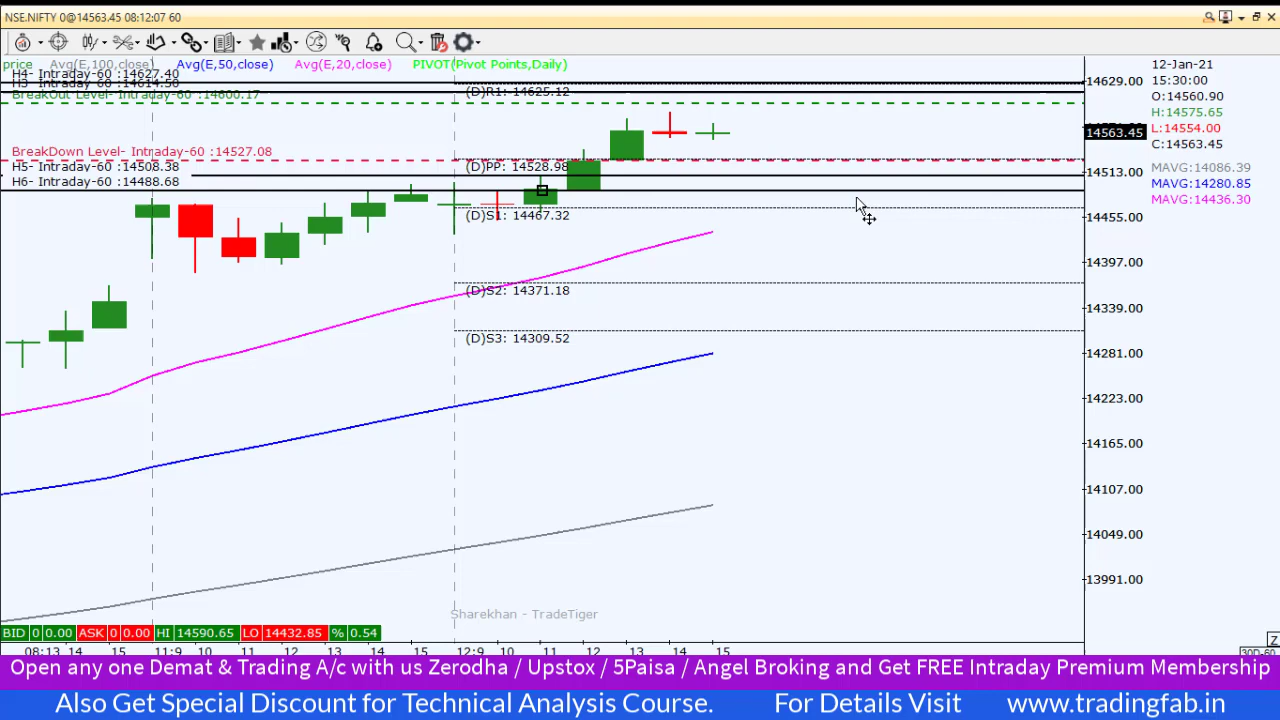 NSE.NIFTY 0@14563.45 08:12:07 60
price Avg(E,100,close) Avg(E,50,close) Avg(E,20,close) PIVOT(Pivot Points,Daily)
H4- Intraday-60 :14627.40
H3- Intraday-60 :14614.50
BreakOut Level- Intraday-60 :14600.17
(D)R1: 14625.12
BreakDown Level- Intraday-60 :14527.08
H5- Intraday-60 :14508.38
(D)PP: 14528.98
H6- Intraday-60 :14488.68
(D)S1: 14467.32
(D)S2: 14371.18
(D)S3: 14309.52
14629.00
14563.45
14513.00
14455.00
14397.00
14339.00
14281.00
14223.00
14165.00
14107.00
14049.00
13991.00
12-Jan-21
15:30:00
O:14560.90
H:14575.65
L:14554.00
C:14563.45
MAVG:14086.39
MAVG:14280.85
MAVG:14436.30
Sharekhan - TradeTiger
BID 0 0.00 ASK 0 0.00 HI 14590.65 LO 14432.85 % 0.54
Z
08:13 14 15 11:9 10 11 12 13 14 15 12:9 10 11 12 13 14 15
30D-60
Open any one Demat & Trading A/c with us Zerodha / Upstox / 5Paisa / Angel Broking and Get FREE Intraday Premium Membership
Also Get Special Discount for Technical Analysis Course. For Details Visit www.tradingfab.in